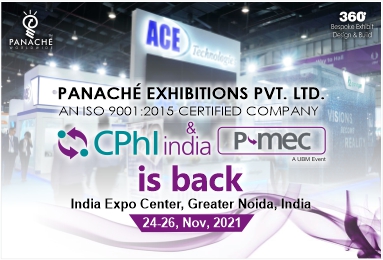 PANACHÉ
WORLDWIDE
360°
Bespoke Exhibit
Design & Build
ACE
Technologies
PANACHÉ EXHIBITIONS PVT. LTD.
AN ISO 9001:2015 CERTIFIED COMPANY
&
CPhI india
P-mec
A UBM Event
is back
India Expo Center, Greater Noida, India
24-26, Nov, 2021